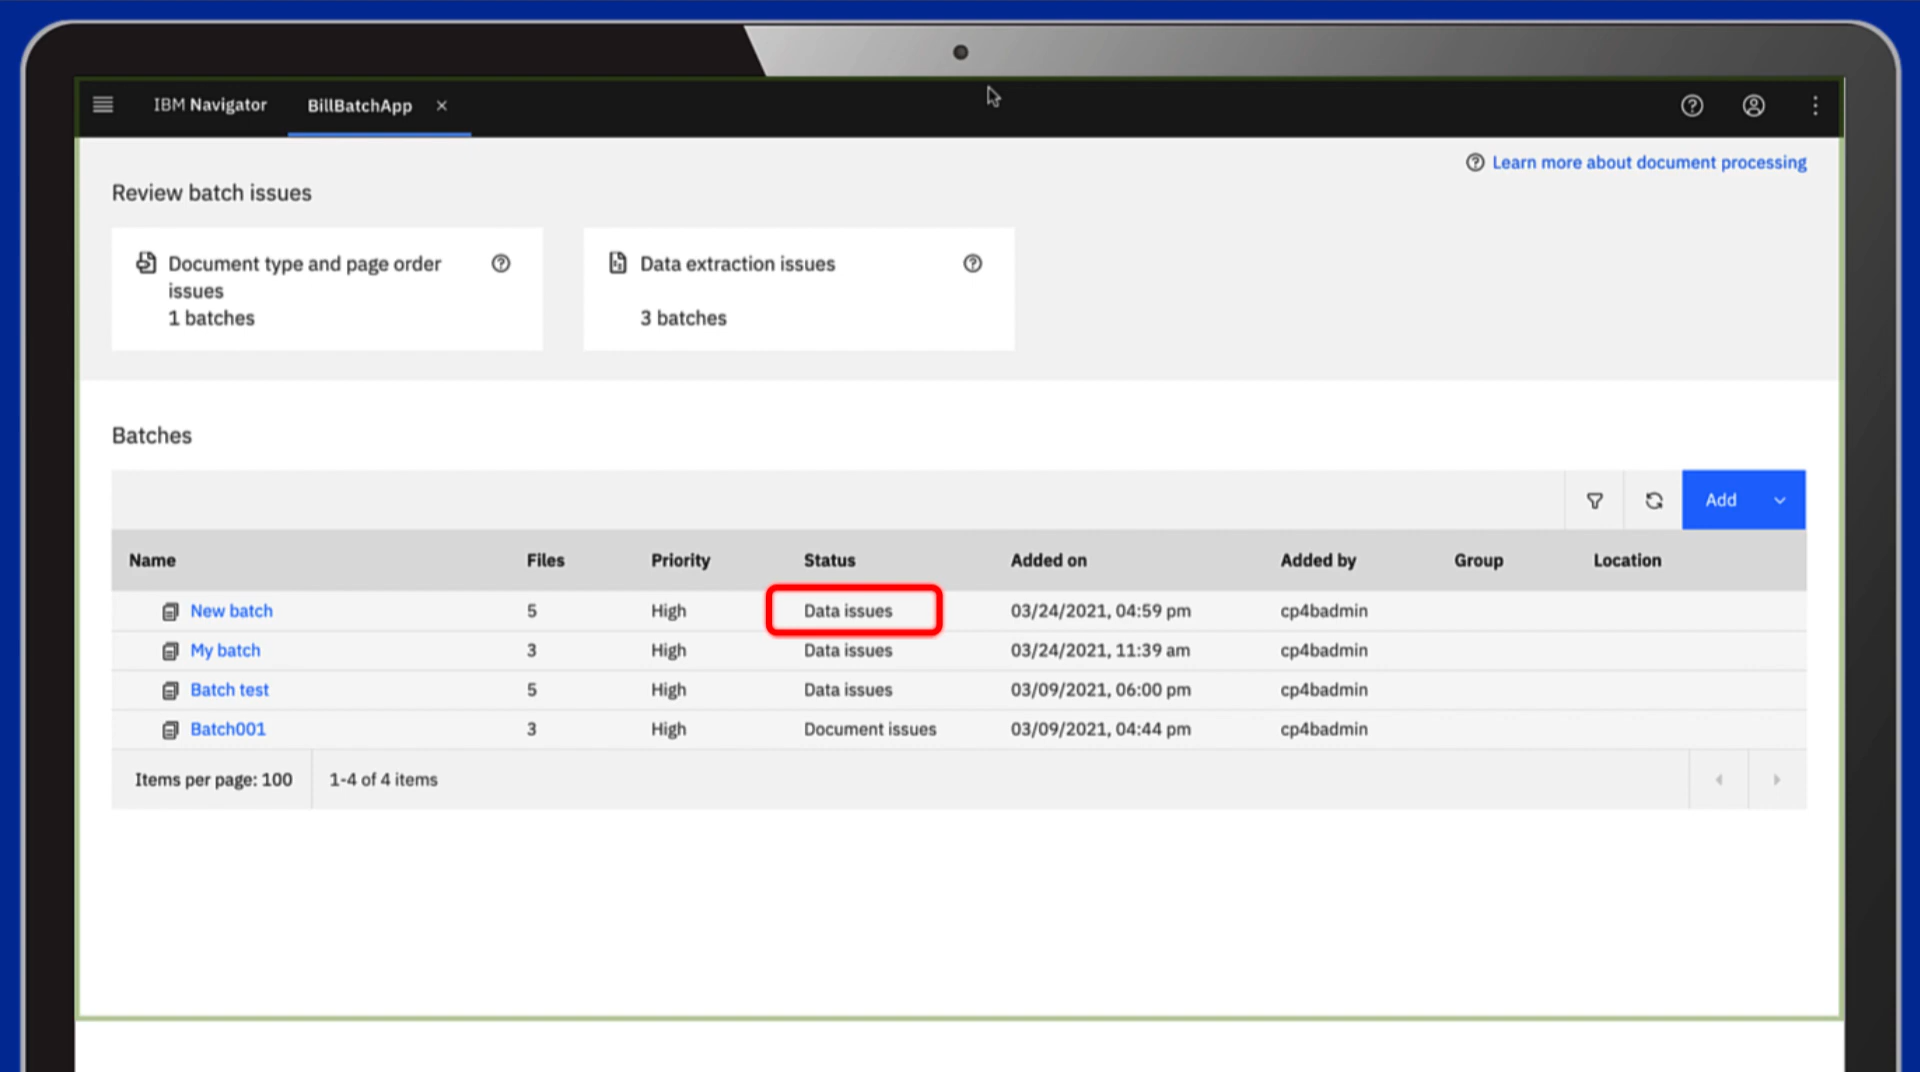 IBM Navigator BillBatchApp
Learn more about document processing
Review batch issues
Document type and page order
issues
1 batches
Data extraction issues
3 batches
Batches
Add
Name Files Priority Status Added on Added by Group Location
New batch 5 High Data issues 03/24/2021, 04:59 pm cp4badmin
My batch 3 High Data issues 03/24/2021, 11:39 am cp4badmin
Batch test 5 High Data issues 03/09/2021, 06:00 pm cp4badmin
Batch001 3 High Document issues 03/09/2021, 04:44 pm cp4badmin
Items per page: 100 1-4 of 4 items